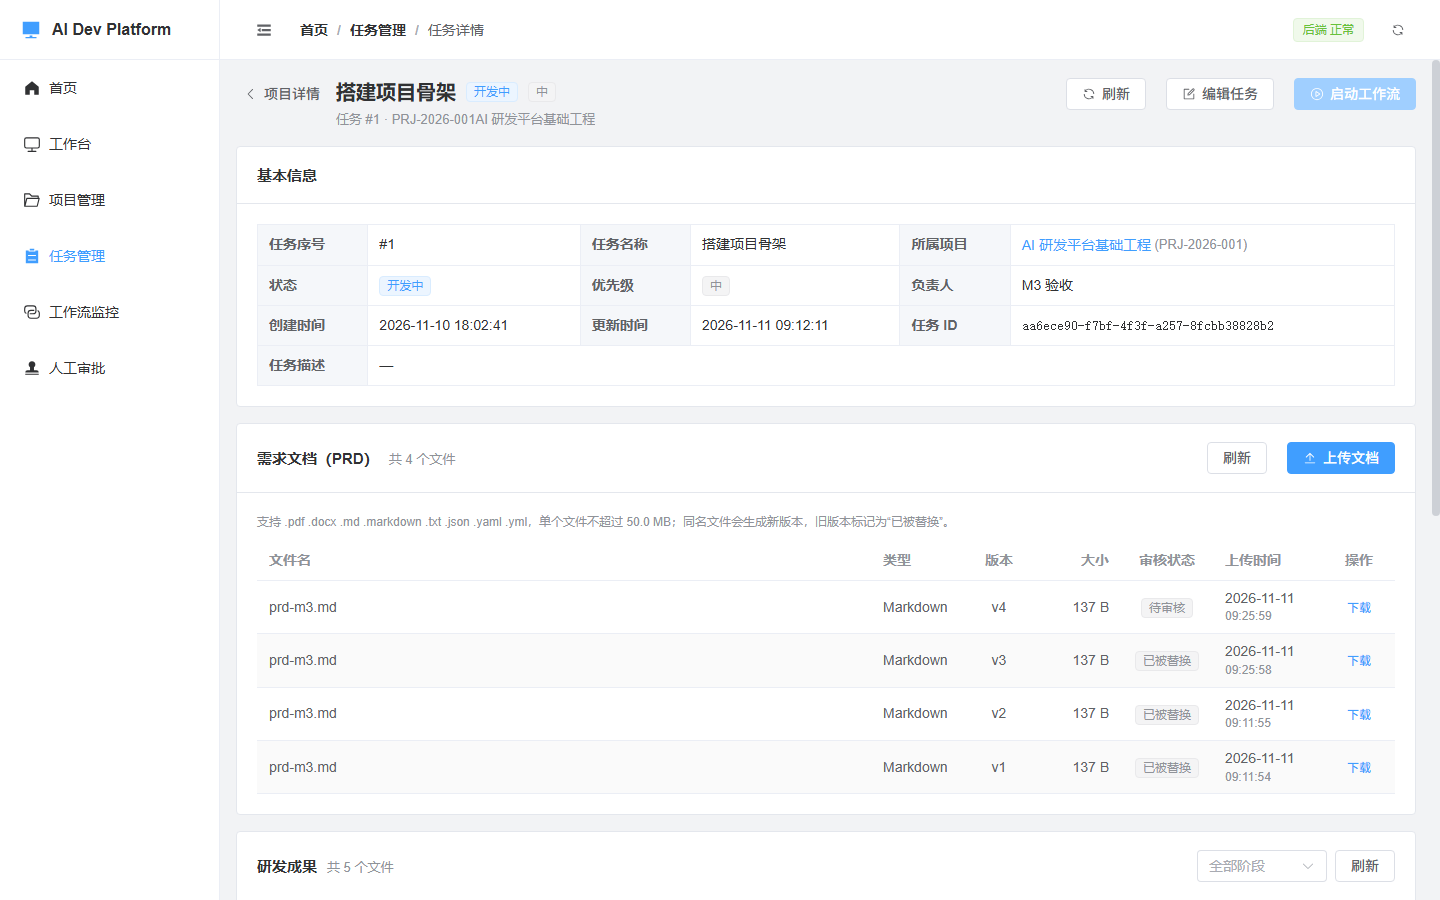 AI Dev Platform
首页 / 任务管理 / 任务详情
后端 正常
首页
工作台
项目管理
任务管理
工作流监控
人工审批
项目详情
搭建项目骨架 开发中 中
任务 #1 · PRJ-2026-001AI 研发平台基础工程
刷新 编辑任务 启动工作流
基本信息
任务序号 #1 任务名称 搭建项目骨架 所属项目 AI 研发平台基础工程 (PRJ-2026-001)
状态 开发中 优先级 中 负责人 M3 验收
创建时间 2026-11-10 18:02:41 更新时间 2026-11-11 09:12:11 任务 ID aa6ece90-f7bf-4f3f-a257-8fcbb38828b2
任务描述 —
需求文档（PRD） 共 4 个文件 刷新 上传文档
支持 .pdf .docx .md .markdown .txt .json .yaml .yml，单个文件不超过 50.0 MB；同名文件会生成新版本，旧版本标记为“已被替换”。
文件名 类型 版本 大小 审核状态 上传时间 操作
prd-m3.md Markdown v4 137 B 待审核 2026-11-11 09:25:59 下载
prd-m3.md Markdown v3 137 B 已被替换 2026-11-11 09:25:58 下载
prd-m3.md Markdown v2 137 B 已被替换 2026-11-11 09:11:55 下载
prd-m3.md Markdown v1 137 B 已被替换 2026-11-11 09:11:54 下载
研发成果 共 5 个文件 全部阶段 刷新